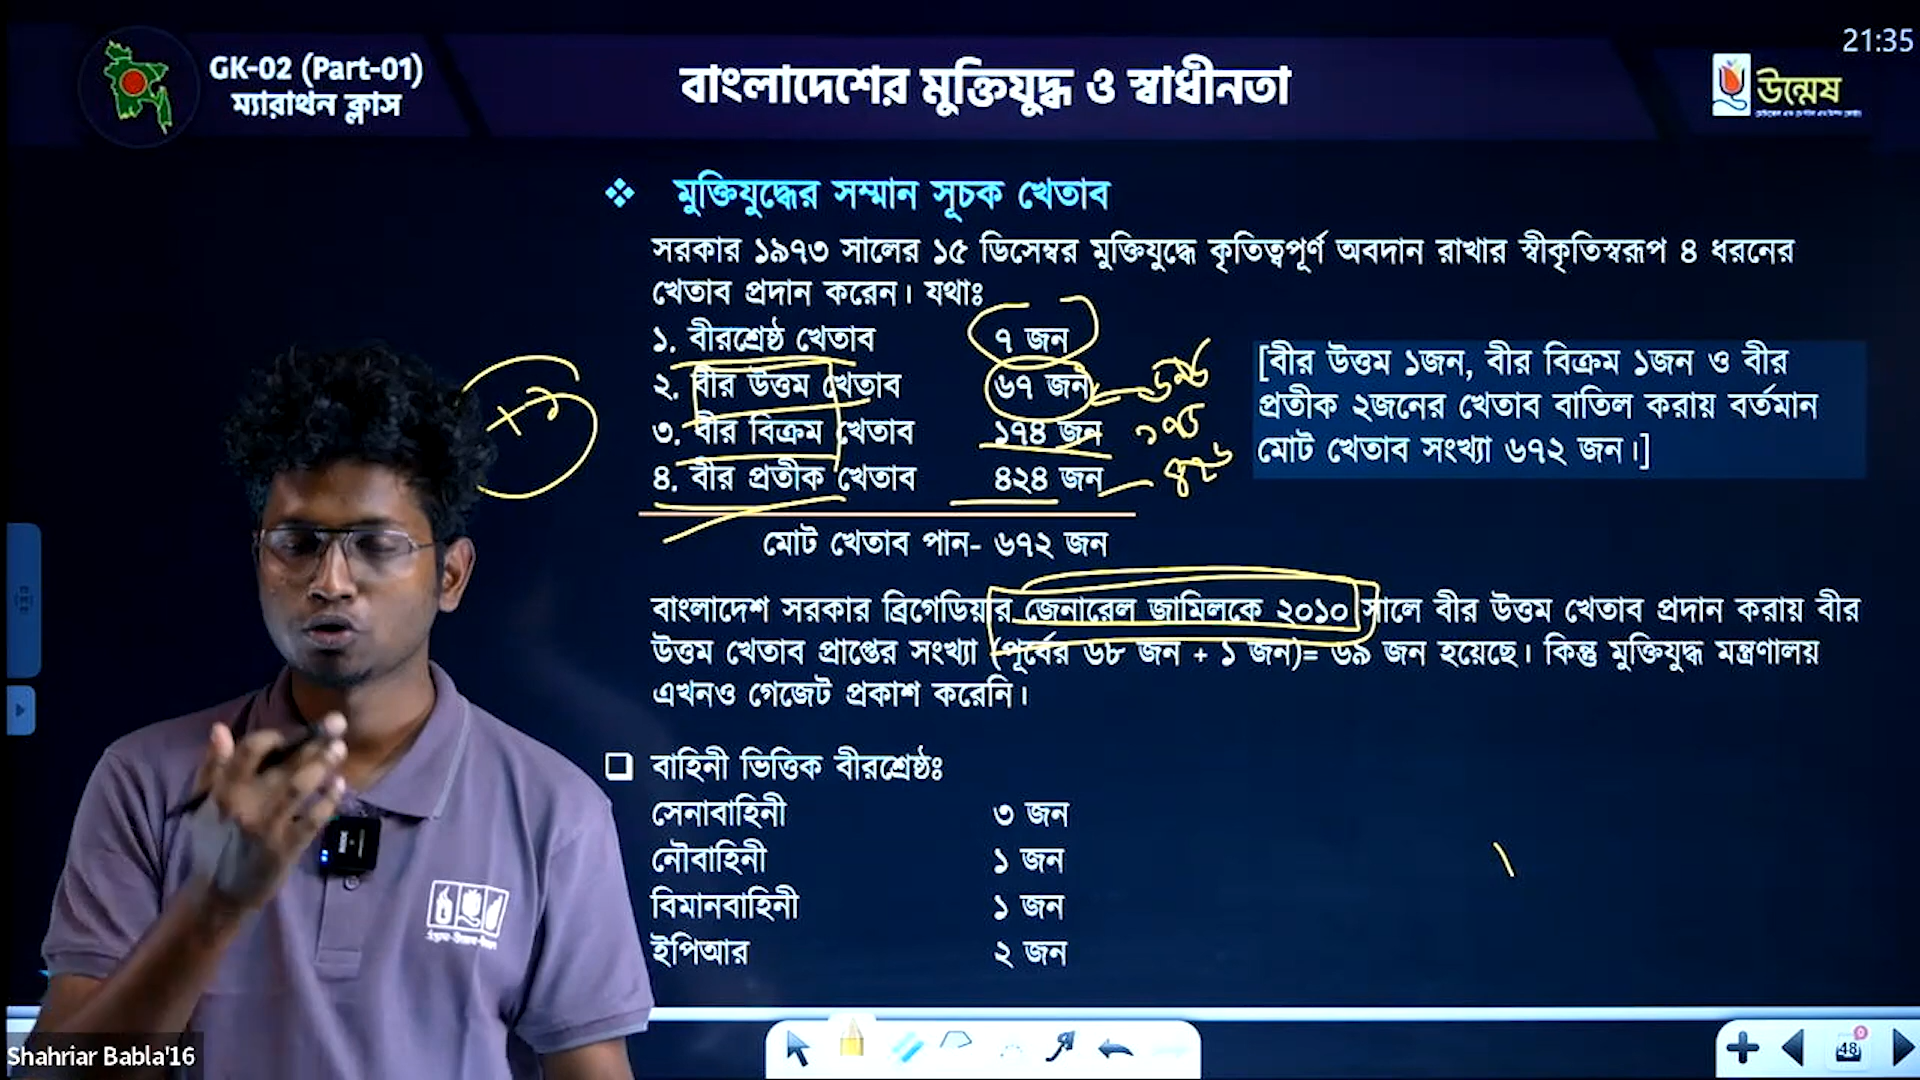 21:35
GK-02 (Part-01)
ম্যারাথন ক্লাস
বাংলাদেশের মুক্তিযুদ্ধ ও স্বাধীনতা
উন্মেষ
❖ মুক্তিযুদ্ধের সম্মান সূচক খেতাব
সরকার ১৯৭৩ সালের ১৫ ডিসেম্বর মুক্তিযুদ্ধে কৃতিত্বপূর্ণ অবদান রাখার স্বীকৃতিস্বরূপ ৪ ধরনের
খেতাব প্রদান করেন। যথাঃ
১. বীরশ্রেষ্ঠ খেতাব ৭ জন
২. বীর উত্তম খেতাব ৬৭ জন ৬৮
৩. বীর বিক্রম খেতাব ১৭৪ জন ১৭৫
৪. বীর প্রতীক খেতাব ৪২৪ জন ৪২৬
মোট খেতাব পান- ৬৭২ জন
[বীর উত্তম ১জন, বীর বিক্রম ১জন ও বীর
প্রতীক ২জনের খেতাব বাতিল করায় বর্তমান
মোট খেতাব সংখ্যা ৬৭২ জন।]
বাংলাদেশ সরকার ব্রিগেডিয়ার জেনারেল জামিলকে ২০১০ সালে বীর উত্তম খেতাব প্রদান করায় বীর
উত্তম খেতাব প্রাপ্তের সংখ্যা (পূর্বের ৬৮ জন + ১ জন)= ৬৯ জন হয়েছে। কিন্তু মুক্তিযুদ্ধ মন্ত্রণালয়
এখনও গেজেট প্রকাশ করেনি।
❑ বাহিনী ভিত্তিক বীরশ্রেষ্ঠঃ
সেনাবাহিনী ৩ জন
নৌবাহিনী ১ জন
বিমানবাহিনী ১ জন
ইপিআর ২ জন
Shahriar Babla'16
48
0